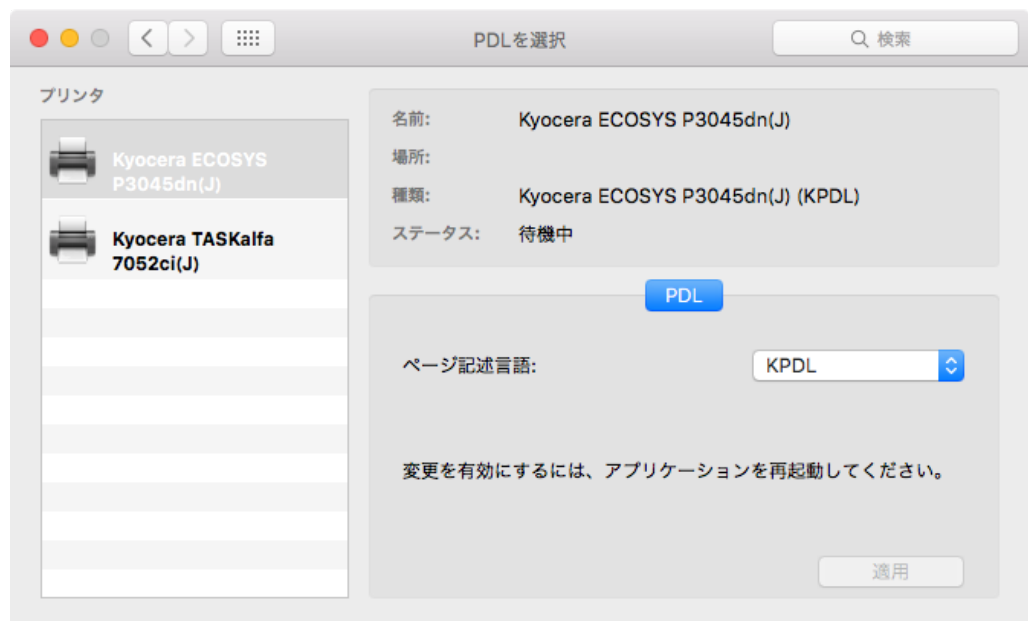 PDLを選択
検索
プリンタ
Kyocera ECOSYS
P3045dn(J)
Kyocera TASKalfa
7052ci(J)
名前: Kyocera ECOSYS P3045dn(J)
場所:
種類: Kyocera ECOSYS P3045dn(J) (KPDL)
ステータス: 待機中
PDL
ページ記述言語: KPDL
変更を有効にするには、アプリケーションを再起動してください。
適用